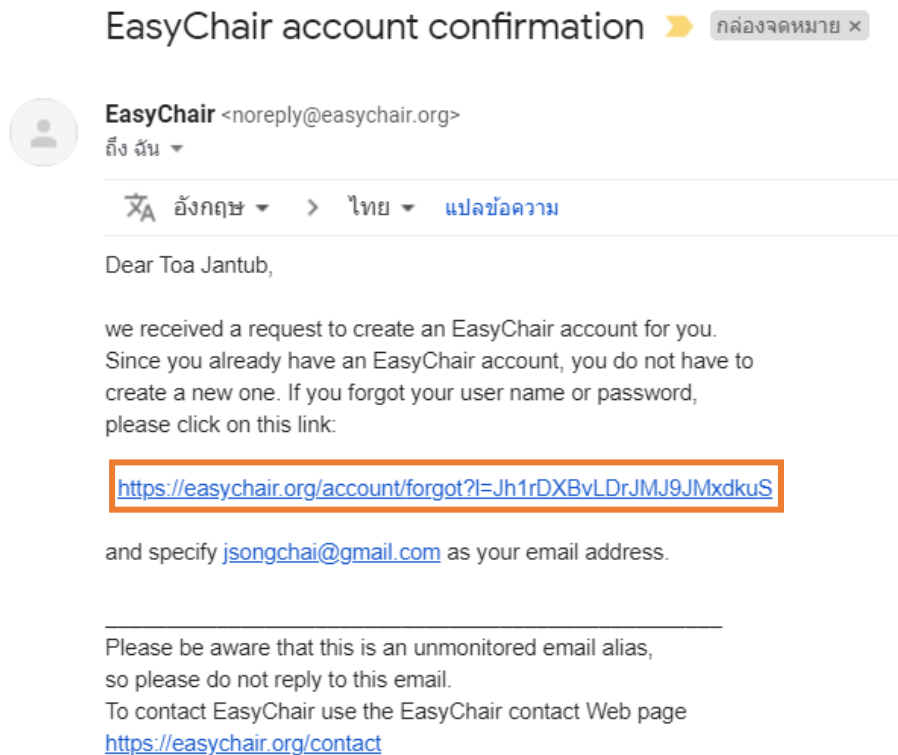 EasyChair account confirmation กล่องจดหมาย ×
EasyChair <noreply@easychair.org>
ถึง ฉัน
อังกฤษ > ไทย แปลข้อความ
Dear Toa Jantub,
we received a request to create an EasyChair account for you.
Since you already have an EasyChair account, you do not have to
create a new one. If you forgot your user name or password,
please click on this link:
https://easychair.org/account/forgot?l=Jh1rDXBvLDrJMJ9JMxdkuS
and specify jsongchai@gmail.com as your email address.
Please be aware that this is an unmonitored email alias,
so please do not reply to this email.
To contact EasyChair use the EasyChair contact Web page
https://easychair.org/contact